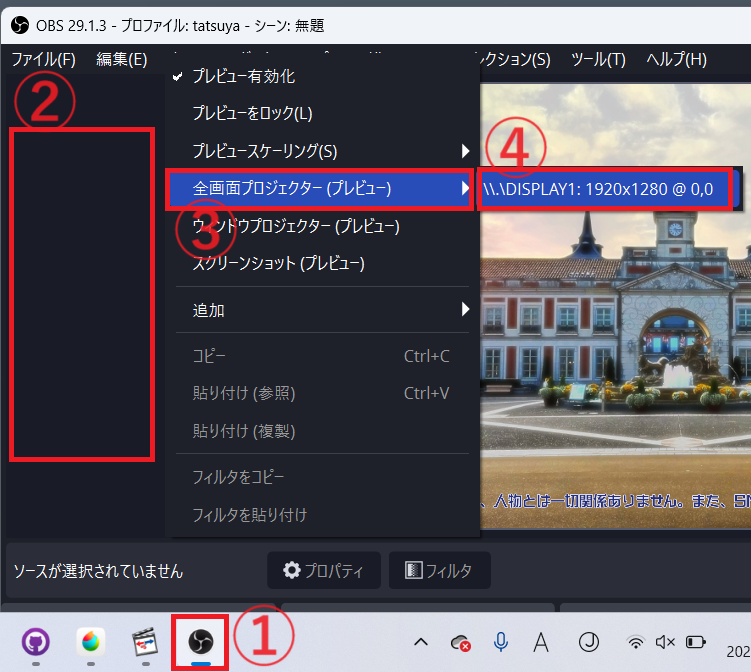 OBS 29.1.3 - プロファイル: tatsuya - シーン: 無題
ファイル(F) 編集(E) クション(S) ツール(T) ヘルプ(H)
②
プレビュー有効化
プレビューをロック(L)
プレビュースケーリング(S)
④
全画面プロジェクター (プレビュー)
\\.\DISPLAY1: 1920x1280 @ 0,0
③
ウィンドウプロジェクター (プレビュー)
スクリーンショット (プレビュー)
追加
コピー Ctrl+C
貼り付け (参照) Ctrl+V
貼り付け (複製)
フィルタをコピー
フィルタを貼り付け
、人物とは一切関係ありません。また、SN
ソースが選択されていません
プロパティ
フィルタ
①
A
J
202